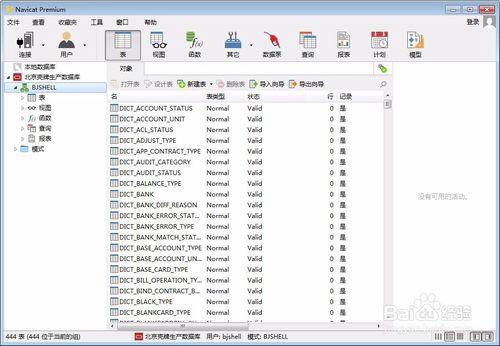 Navicat Premium
文件 查看 收藏夹 工具 窗口 帮助 登录
连接 用户 表 视图 函数 其它 数据泵 查询 报表 计划 模型
本地数据库
北京壳牌生产数据库
BJSHELL
表
视图
函数
查询
报表
模式
对象
打开表 设计表 新建表 删除表 导入向导 导出向导
名 表类型 状态 行 记录
DICT_ACCOUNT_STATUS Normal Valid 0 是
DICT_ACCOUNT_UNIT Normal Valid 0 是
DICT_ACL_STATUS Normal Valid 0 是
DICT_ADJUST_TYPE Normal Valid 0 是
DICT_APP_CONTRACT_TYPE Normal Valid 0 是
DICT_AUDIT_CATEGORY Normal Valid 0 是
DICT_AUDIT_STATUS Normal Valid 0 是
DICT_BALANCE_TYPE Normal Valid 0 是
DICT_BANK Normal Valid 0 是
DICT_BANK_DIFF_REASON Normal Valid 0 是
DICT_BANK_ERROR_STAT... Normal Valid 0 是
DICT_BANK_MATCH_STAT... Normal Valid 0 是
DICT_BASE_ACCOUNT_TYPE Normal Valid 0 是
DICT_BASE_ACCOUNT_UN... Normal Valid 0 是
DICT_BASE_CARD_TYPE Normal Valid 0 是
DICT_BILL_OPERATION_TY... Normal Valid 0 是
DICT_BIND_CONTRACT_B... Normal Valid 0 是
DICT_BLACK_TYPE Normal Valid 0 是
DICT_BLANKCARD_TYPE Normal Valid 0 是
没有可用的活动。
444 表 (444 位于当前的组) 北京壳牌生产数据库 用户: bjshell 模式: BJSHELL
Baidu 经验